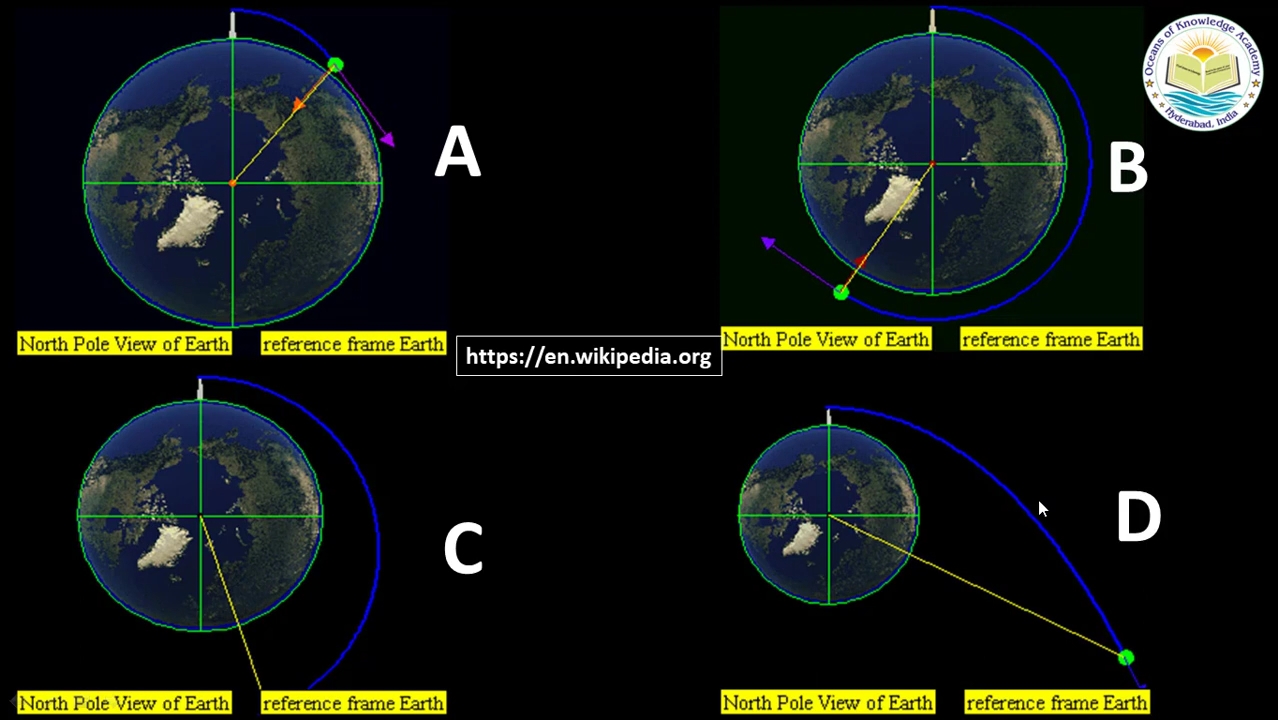 A
B
Oceans of Knowledge Academy
Hyderabad, India
North Pole View of Earth
reference frame Earth
North Pole View of Earth
reference frame Earth
https://en.wikipedia.org
C
D
North Pole View of Earth
reference frame Earth
North Pole View of Earth
reference frame Earth